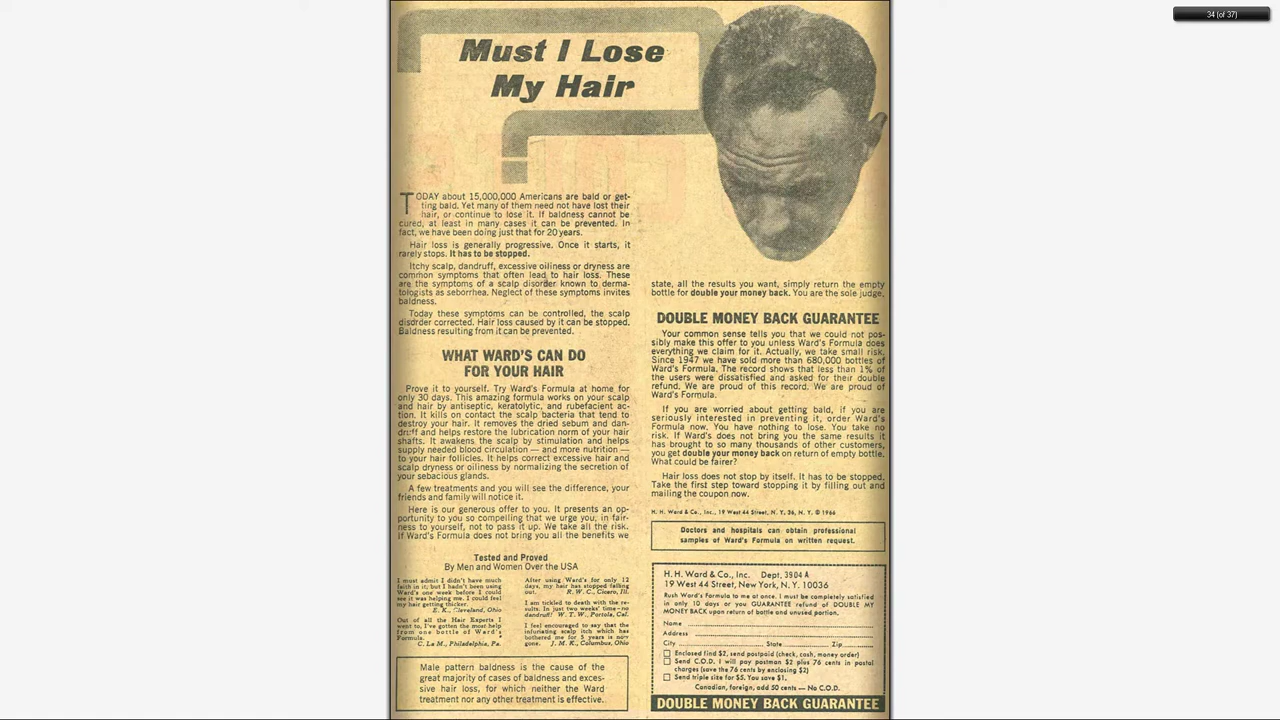 34 (of 37)
Must I Lose
My Hair
TODAY about 15,000,000 Americans are bald or get-
ting bald. Yet many of them need not have lost their
hair, or continue to lose it. If baldness cannot be
cured, at least in many cases it can be prevented. In
fact, we have been doing just that for 20 years.
Hair loss is generally progressive. Once it starts, it
rarely stops. It has to be stopped.
Itchy scalp, dandruff, excessive oiliness or dryness are
common symptoms that often lead to hair loss. These
are the symptoms of a scalp disorder known to derma-
tologists as seborrhea. Neglect of these symptoms invites
baldness.
Today these symptoms can be controlled, the scalp
disorder corrected. Hair loss caused by it can be stopped.
Baldness resulting from it can be prevented.
WHAT WARD'S CAN DO
FOR YOUR HAIR
Prove it to yourself. Try Ward's Formula at home for
only 30 days. This amazing formula works on your scalp
and hair by antiseptic, keratolytic, and rubefacient ac-
tion. It kills on contact the scalp bacteria that tend to
destroy your hair. It removes the dried sebum and dan-
druff and helps restore the lubrication norm of your hair
shafts. It awakens the scalp by stimulation and helps
supply needed blood circulation — and more nutrition —
to your hair follicles. It helps correct excessive hair and
scalp dryness or oiliness by normalizing the secretion of
your sebacious glands.
A few treatments and you will see the difference, your
friends and family will notice it.
Here is our generous offer to you. It presents an op-
portunity to you so compelling that we urge you, in fair-
ness to yourself, not to pass it up. We take all the risk.
If Ward's Formula does not bring you all the benefits we
Tested and Proved
By Men and Women Over the USA
I must admit I didn't have much
faith in it, but I hadn't been using
Ward's one week before I could
see it was helping me. I could feel
my hair getting thicker.
E. K., Cleveland, Ohio
Out of all the Hair Experts I
went to, I've gotten the most help
from one bottle of Ward's
Formula.
C. La M., Philadelphia, Pa.
After using Ward's for only 12
days, my hair has stopped falling
out.
R. W. C., Cicero, Ill.
I am tickled to death with the re-
sults. In just two weeks' time—no
dandruff! W. T. W., Portola, Cal.
I feel encouraged to say that the
infuriating scalp itch which has
bothered me for 5 years is now
gone. J. M. K., Columbus, Ohio
Male pattern baldness is the cause of the
great majority of cases of baldness and exces-
sive hair loss, for which neither the Ward
treatment nor any other treatment is effective.
state, all the results you want, simply return the empty
bottle for double your money back. You are the sole judge.
DOUBLE MONEY BACK GUARANTEE
Your common sense tells you that we could not pos-
sibly make this offer to you unless Ward's Formula does
everything we claim for it. Actually, we take small risk.
Since 1947 we have sold more than 680,000 bottles of
Ward's Formula. The record shows that less than 1% of
the users were dissatisfied and asked for their double
refund. We are proud of this record. We are proud of
Ward's Formula.
If you are worried about getting bald, if you are
seriously interested in preventing it, order Ward's
Formula now. You have nothing to lose. You take no
risk. If Ward's does not bring you the same results it
has brought to so many thousands of other customers,
you get double your money back on return of empty bottle.
What could be fairer?
Hair loss does not stop by itself. It has to be stopped.
Take the first step toward stopping it by filling out and
mailing the coupon now.
H. H. Ward & Co., Inc., 19 West 44 Street, N. Y. 36, N. Y. © 1966
Doctors and hospitals can obtain professional
samples of Ward's Formula on written request.
H. H. Ward & Co., Inc. Dept. 3904 A
19 West 44 Street, New York, N. Y. 10036
Rush Ward's Formula to me at once. I must be completely satisfied
in only 10 days or you GUARANTEE refund of DOUBLE MY
MONEY BACK upon return of bottle and unused portion.
Name
Address
City State Zip
Enclosed find $2, send postpaid (check, cash, money order)
Send C.O.D. I will pay postman $2 plus 76 cents in postal
charges (save the 76 cents by enclosing $2)
Send triple size for $5. You save $1.
Canadian, foreign, add 50 cents — No C.O.D.
DOUBLE MONEY BACK GUARANTEE